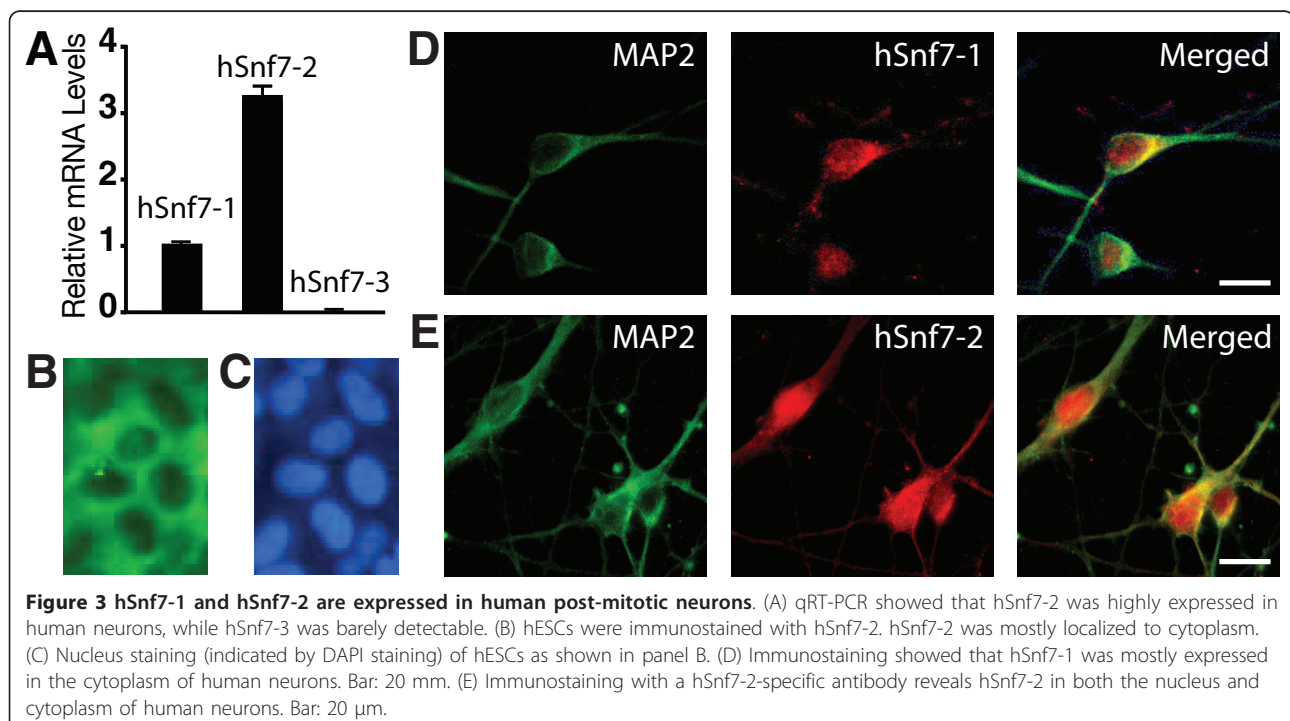 A
Relative mRNA Levels
4
3
2
1
0
hSnf7-1
hSnf7-2
hSnf7-3
B
C
D
MAP2
hSnf7-1
Merged
E
MAP2
hSnf7-2
Merged
Figure 3 hSnf7-1 and hSnf7-2 are expressed in human post-mitotic neurons. (A) qRT-PCR showed that hSnf7-2 was highly expressed in
human neurons, while hSnf7-3 was barely detectable. (B) hESCs were immunostained with hSnf7-2. hSnf7-2 was mostly localized to cytoplasm.
(C) Nucleus staining (indicated by DAPI staining) of hESCs as shown in panel B. (D) Immunostaining showed that hSnf7-1 was mostly expressed
in the cytoplasm of human neurons. Bar: 20 mm. (E) Immunostaining with a hSnf7-2-specific antibody reveals hSnf7-2 in both the nucleus and
cytoplasm of human neurons. Bar: 20 μm.